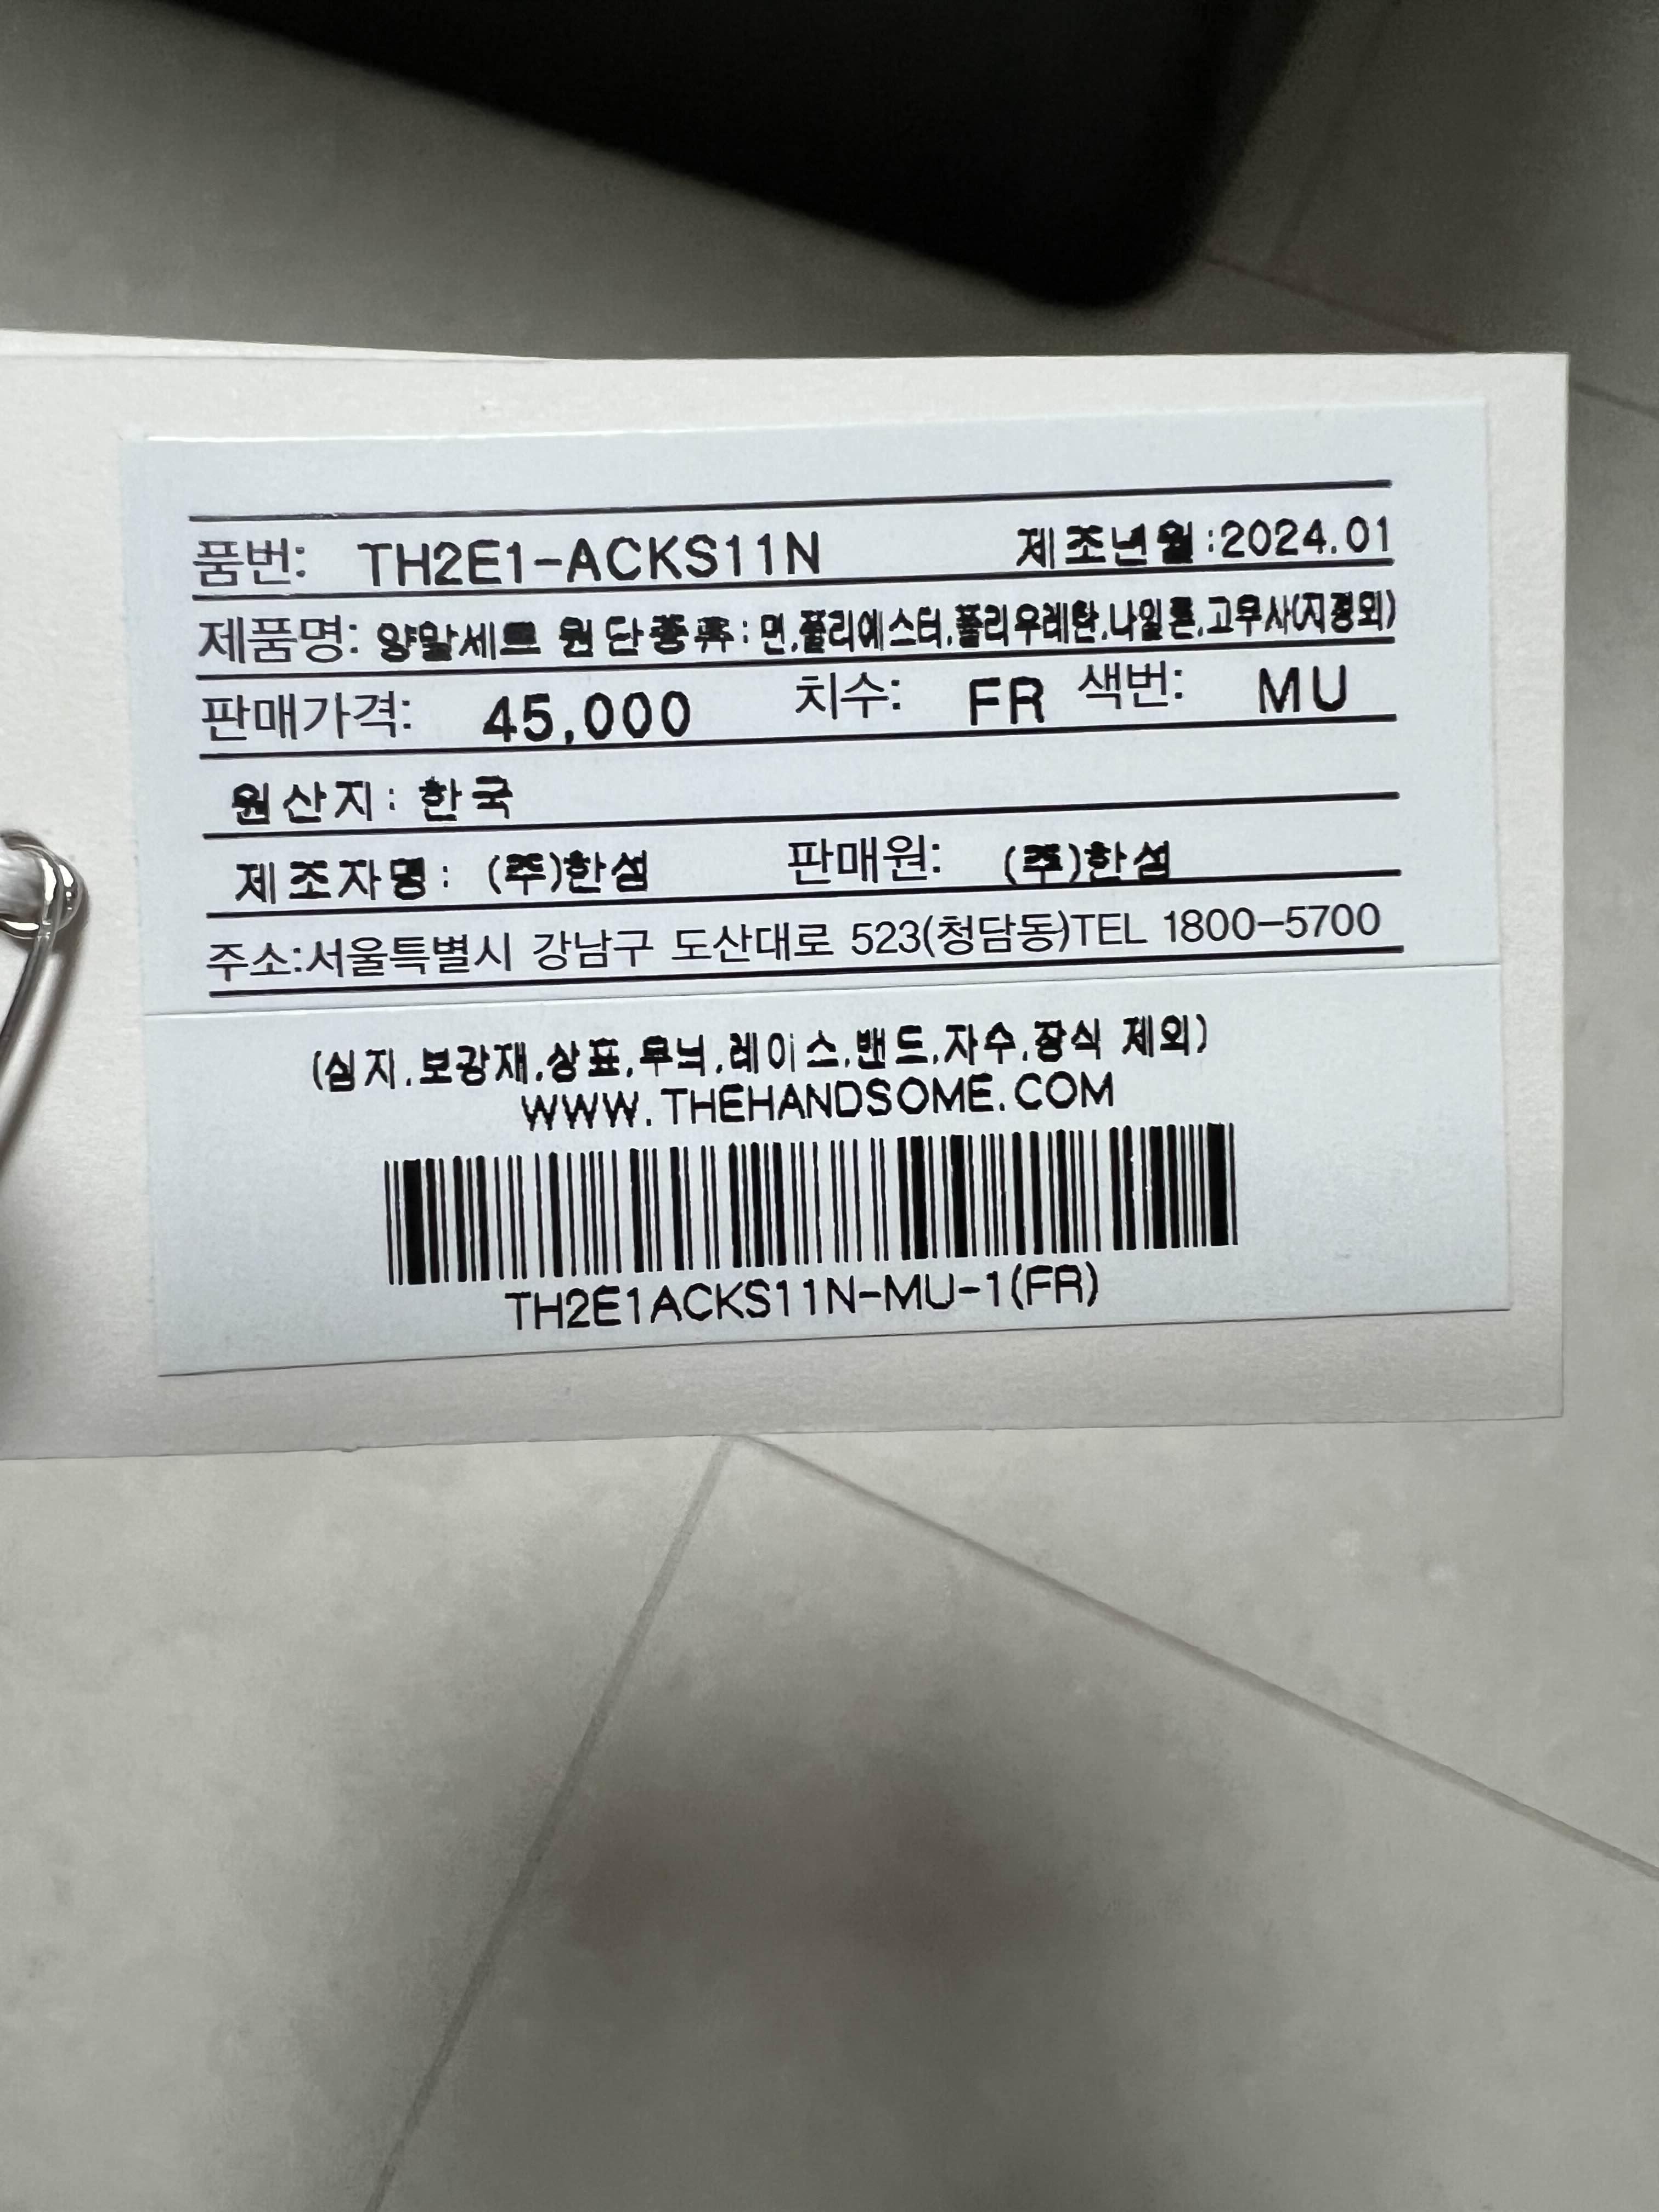 품번: TH2E1-ACKS11N 제조년월:2024.01
제품명: 양말세트 원단종류:면,폴리에스터,폴리우레탄,나일론,고무사(지정외)
판매가격: 45,000 치수: FR 색번: MU
원산지: 한국
제조자명: (주)한섬 판매원: (주)한섬
주소:서울특별시 강남구 도산대로 523(청담동)TEL 1800-5700
(심지,보강재,상표,무늬,레이스,밴드,자수,장식 제외)
WWW.THEHANDSOME.COM
TH2E1ACKS11N-MU-1(FR)